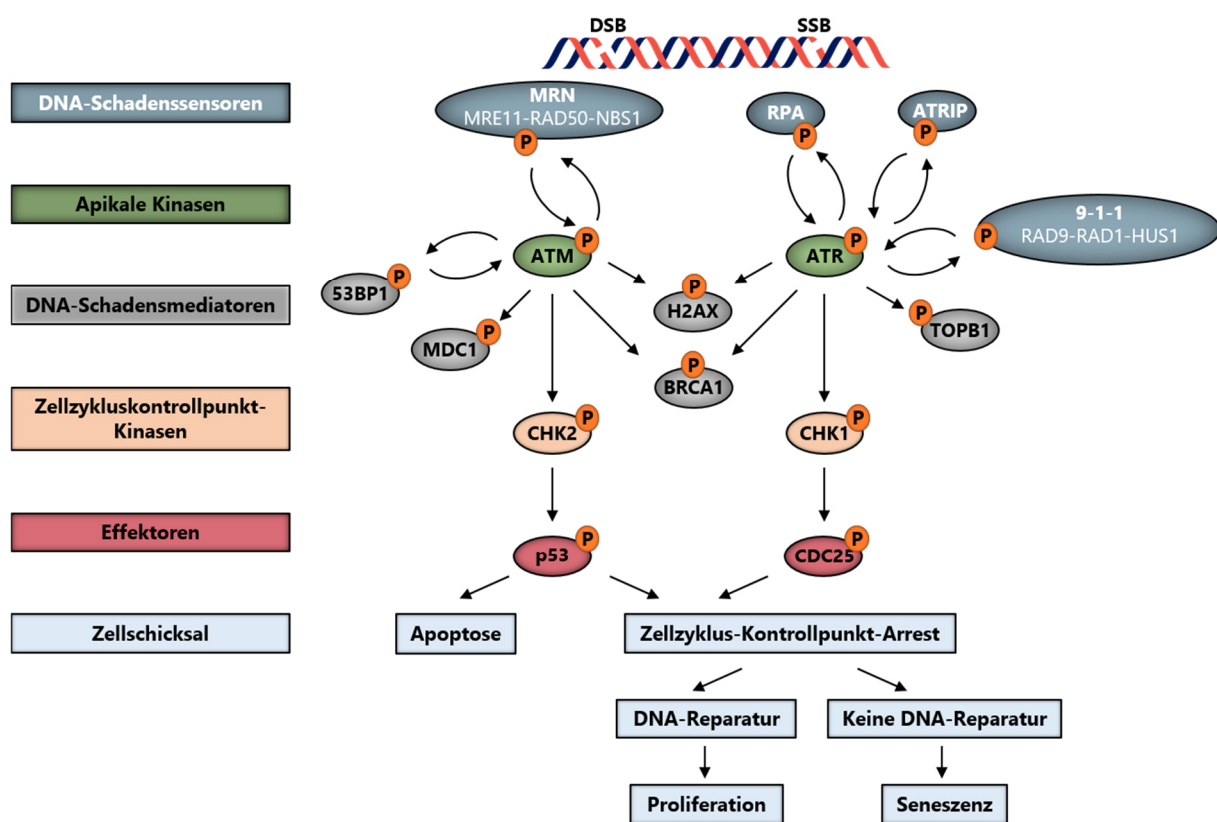 DSB
SSB
DNA-Schadenssensoren
MRN
MRE11-RAD50-NBS1
P
RPA
P
ATRIP
P
Apikale Kinasen
9-1-1
RAD9-RAD1-HUS1
P
ATM
P
ATR
P
DNA-Schadensmediatoren
53BP1
P
H2AX
P
MDC1
P
TOPB1
P
BRCA1
P
Zellzykluskontrollpunkt-
Kinasen
CHK2
P
CHK1
P
Effektoren
p53
P
CDC25
P
Zellschicksal
Apoptose
Zellzyklus-Kontrollpunkt-Arrest
DNA-Reparatur
Keine DNA-Reparatur
Proliferation
Seneszenz